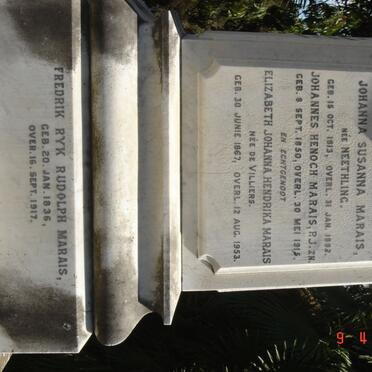 JOHANNA SUSANNA MARAIS,
NÉE NEETHLING,
GEB. 15 OCT. 1813, OVERL. 31 JAN. 1892.
JOHANNES HENOCH MARAIS, P.J.ZN.
GEB. 8 SEPT. 1850, OVERL. 30 MEI 1915.
EN ECHTGENOOT
ELIZABETH JOHANNA HENDRIKA MARAIS
NÉE DE VILLIERS.
GEB. 30 JUNIE 1867, OVERL. 12 AUG. 1953.
FREDRIK RYK RUDOLPH MARAIS,
GEB. 20. JAN. 1836,
OVER. 16. SEPT. 1917.
9 4